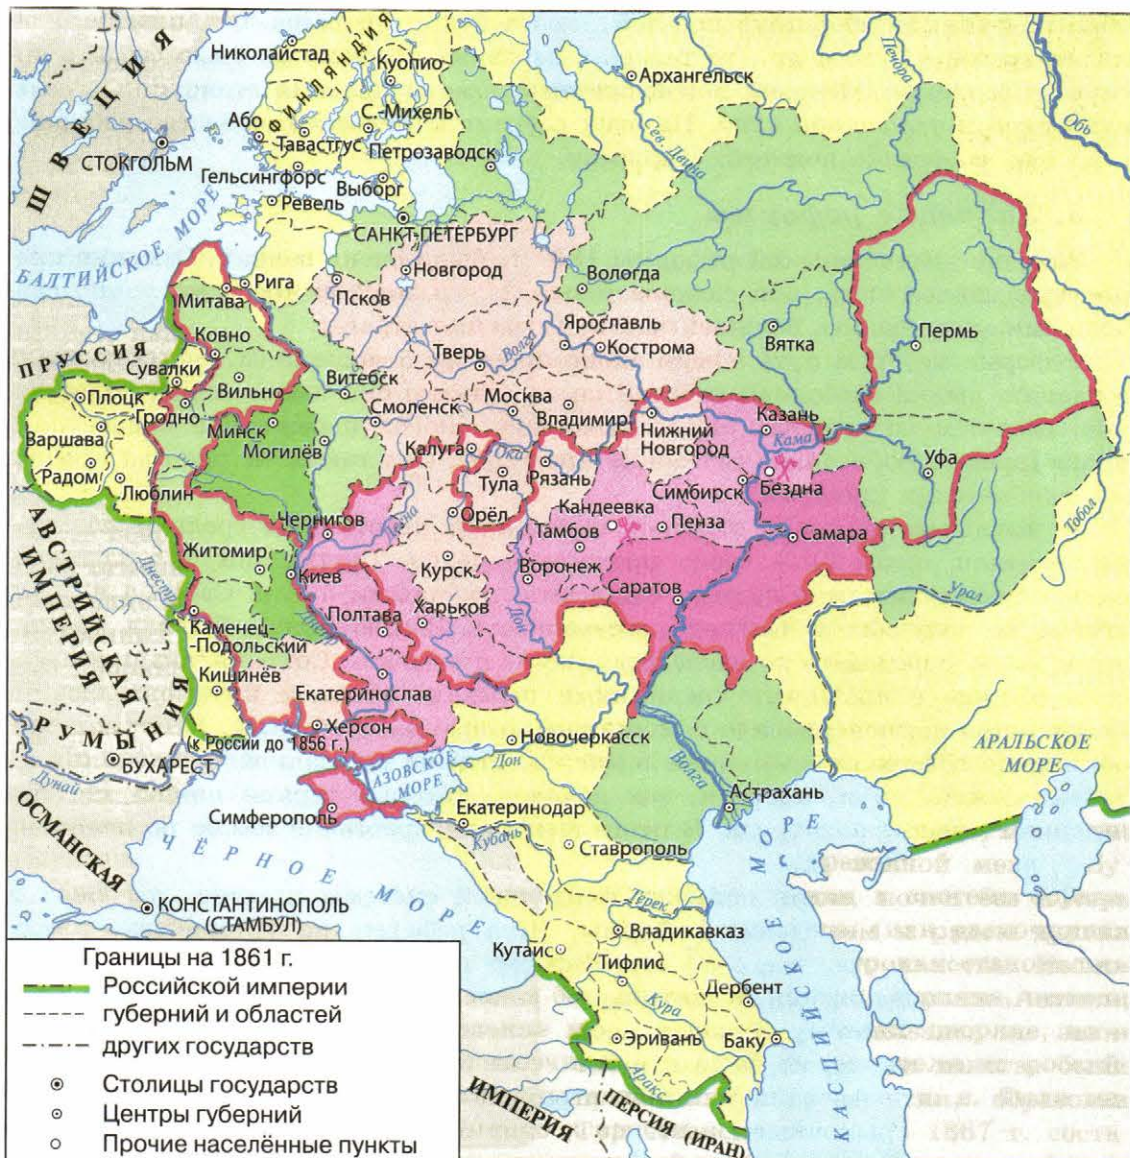 Николайстад
ФИНЛЯНДИЯ
Куопио
Архангельск
Печора
Обь
ШВЕЦИЯ
Або
С.-Михель
Тавастгус
Петрозаводск
Сев. Двина
СТОКГОЛЬМ
Гельсингфорс
Выборг
Ревель
САНКТ-ПЕТЕРБУРГ
БАЛТИЙСКОЕ МОРЕ
Новгород
Вологда
Рига
Митава
Псков
Ярославль
Пермь
Ковно
Тверь
Волга
Кострома
Вятка
ПРУССИЯ
Сувалки
Вильно
Витебск
Плоцк
Москва
Гродно
Смоленск
Владимир
Казань
Минск
Варшава
Могилёв
Калуга
Ока
Нижний
Новгород
Кама
Радом
Тула
Рязань
Уфа
Люблин
Симбирск
Бездна
Орёл
Кандеевка
Чернигов
Десна
Тамбов
Пенза
Самара
Тобол
АВСТРИЙСКАЯ
ИМПЕРИЯ
Житомир
Киев
Курск
Воронеж
Саратов
Урал
Днестр
Полтава
Харьков
Дон
Днепр
Каменец-
-Подольский
Кишинёв
Екатеринослав
РУМЫНИЯ
Херсон
(к России до 1856 г.)
Новочеркасск
АРАЛЬСКОЕ
МОРЕ
БУХАРЕСТ
Дон
Волга
Дунай
АЗОВСКОЕ
МОРЕ
Астрахань
ОСМАНСКАЯ
Симферополь
Екатеринодар
Кубань
Ставрополь
ЧЁРНОЕ МОРЕ
КОНСТАНТИНОПОЛЬ
(СТАМБУЛ)
Терек
Владикавказ
Кутаис
Тифлис
Дербент
Кура
Эривань
Баку
Аракс
КАСПИЙСКОЕ МОРЕ
ИМПЕРИЯ
ПЕРСИЯ (ИРАН)
Границы на 1861 г.
Российской империи
губерний и областей
других государств
Столицы государств
Центры губерний
Прочие населённые пункты